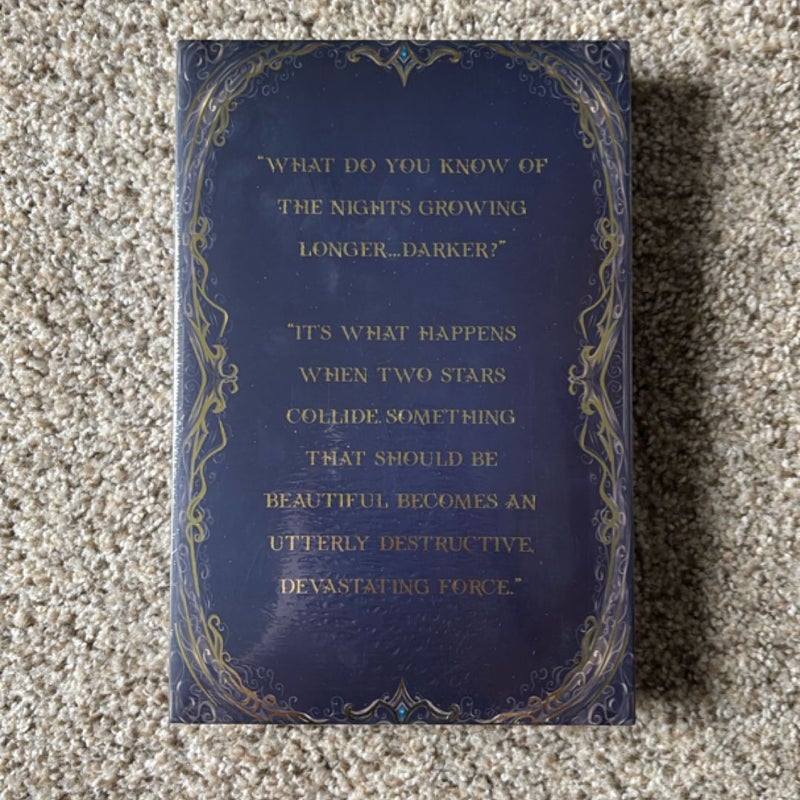 “WHAT DO YOU KNOW OF
THE NIGHTS GROWING
LONGER...DARKER?”
“IT'S WHAT HAPPENS
WHEN TWO STARS
COLLIDE. SOMETHING
THAT SHOULD BE
BEAUTIFUL BECOMES AN
UTTERLY DESTRUCTIVE,
DEVASTATING FORCE.”